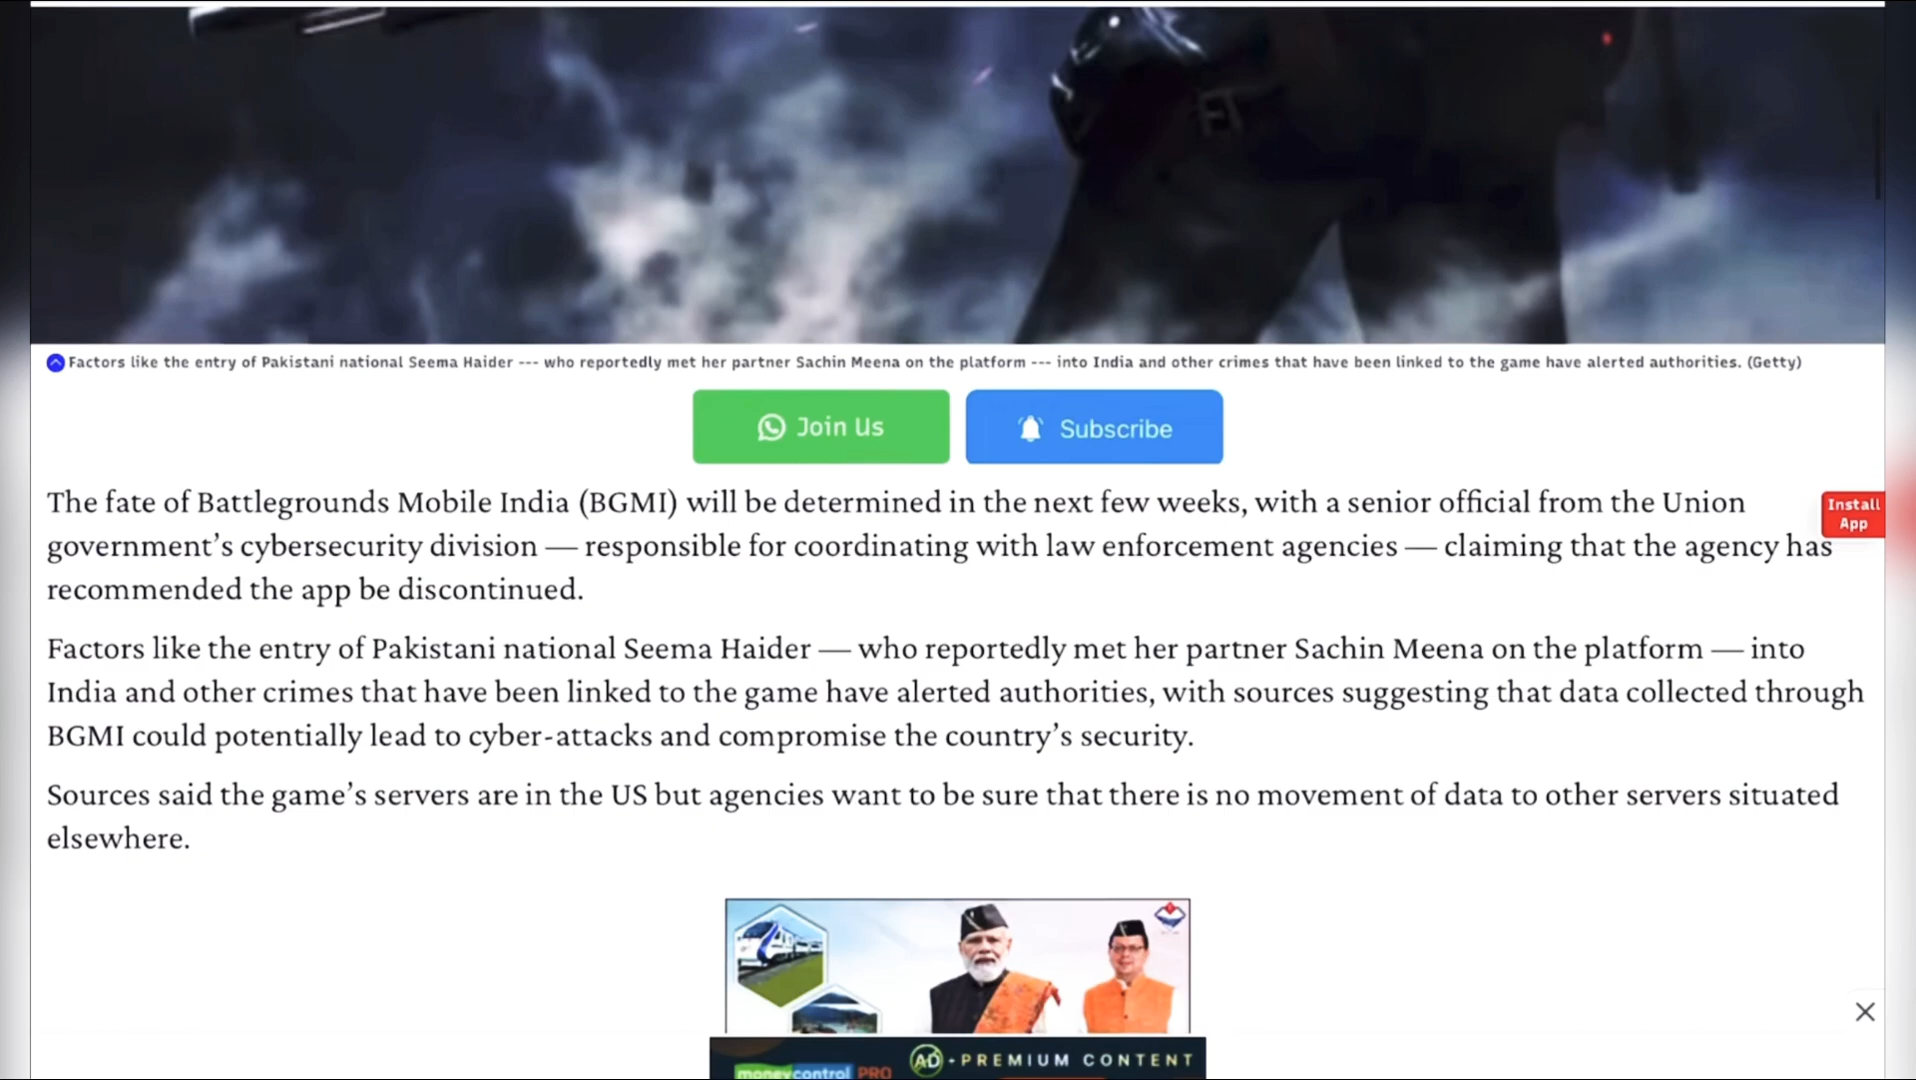 Factors like the entry of Pakistani national Seema Haider --- who reportedly met her partner Sachin Meena on the platform --- into India and other crimes that have been linked to the game have alerted authorities. (Getty)
Join Us
Subscribe
The fate of Battlegrounds Mobile India (BGMI) will be determined in the next few weeks, with a senior official from the Union
government’s cybersecurity division — responsible for coordinating with law enforcement agencies — claiming that the agency has
recommended the app be discontinued.
Install
App
Factors like the entry of Pakistani national Seema Haider — who reportedly met her partner Sachin Meena on the platform — into
India and other crimes that have been linked to the game have alerted authorities, with sources suggesting that data collected through
BGMI could potentially lead to cyber-attacks and compromise the country’s security.
Sources said the game’s servers are in the US but agencies want to be sure that there is no movement of data to other servers situated
elsewhere.
AD - PREMIUM CONTENT
moneycontrol PRO